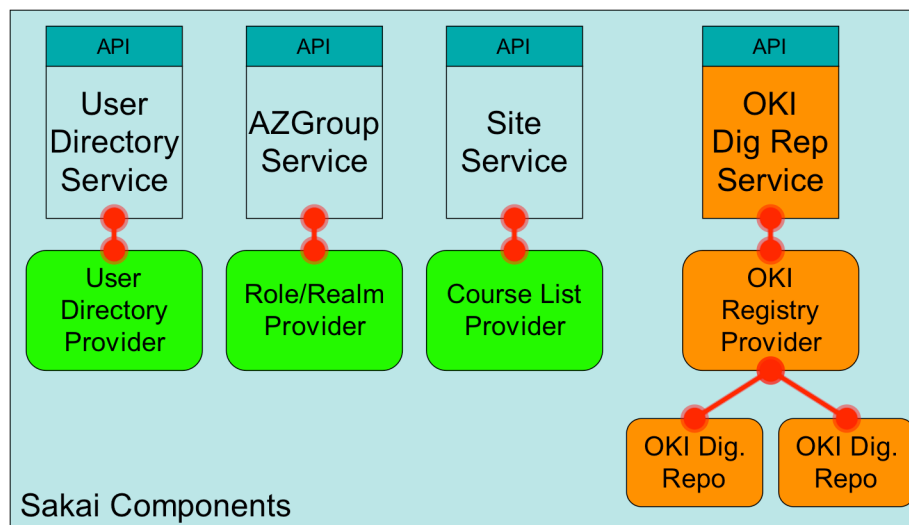 API
User
Directory
Service
API
AZGroup
Service
API
Site
Service
API
OKI
Dig Rep
Service
User
Directory
Provider
Role/Realm
Provider
Course List
Provider
OKI
Registry
Provider
OKI Dig.
Repo
OKI Dig.
Repo
Sakai Components